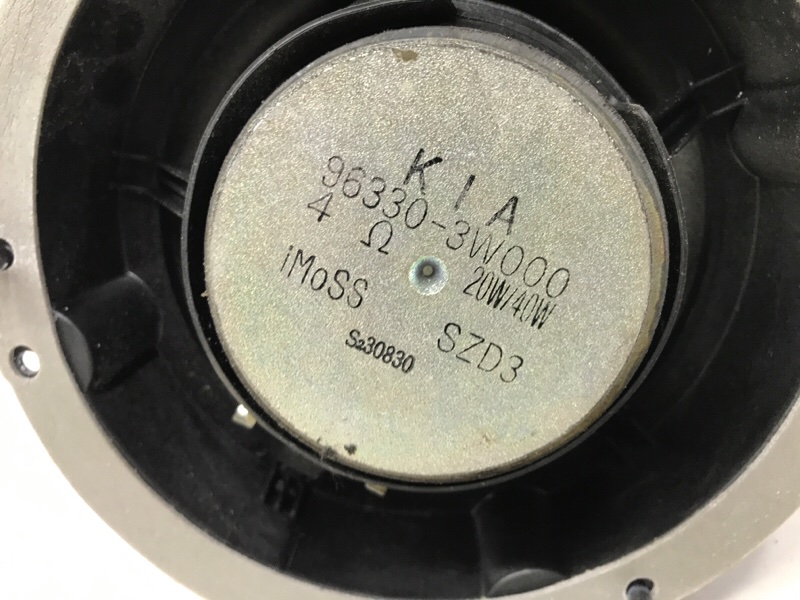 KIA
96330-3W000
4 Ω 20W/40W
iMoSS SZD3
S230830